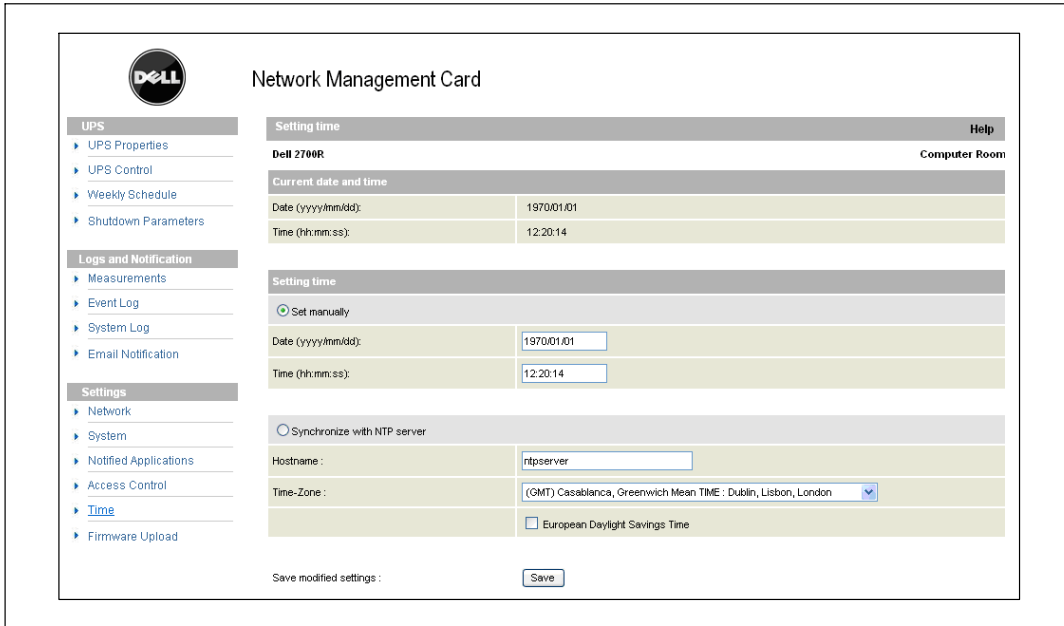 DELL
Network Management Card
UPS
UPS Properties
UPS Control
Weekly Schedule
Shutdown Parameters
Logs and Notification
Measurements
Event Log
System Log
Email Notification
Settings
Network
System
Notified Applications
Access Control
Time
Firmware Upload
Setting time Help
Dell 2700R Computer Room
Current date and time
Date (yyyy/mm/dd): 1970/01/01
Time (hh:mm:ss): 12:20:14
Setting time
Set manually
Date (yyyy/mm/dd): 1970/01/01
Time (hh:mm:ss): 12:20:14
Synchronize with NTP server
Hostname : ntpserver
Time-Zone : (GMT) Casablanca, Greenwich Mean TIME : Dublin, Lisbon, London
European Daylight Savings Time
Save modified settings : Save